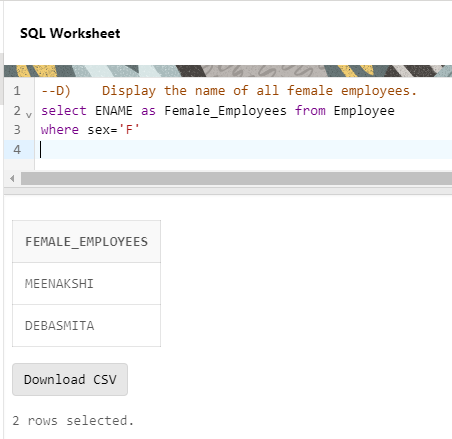 SQL Worksheet
1 --D)    Display the name of all female employees.
2 select ENAME as Female_Employees from Employee
3 where sex='F'
4
FEMALE_EMPLOYEES
MEENAKSHI
DEBASMITA
Download CSV
2 rows selected.